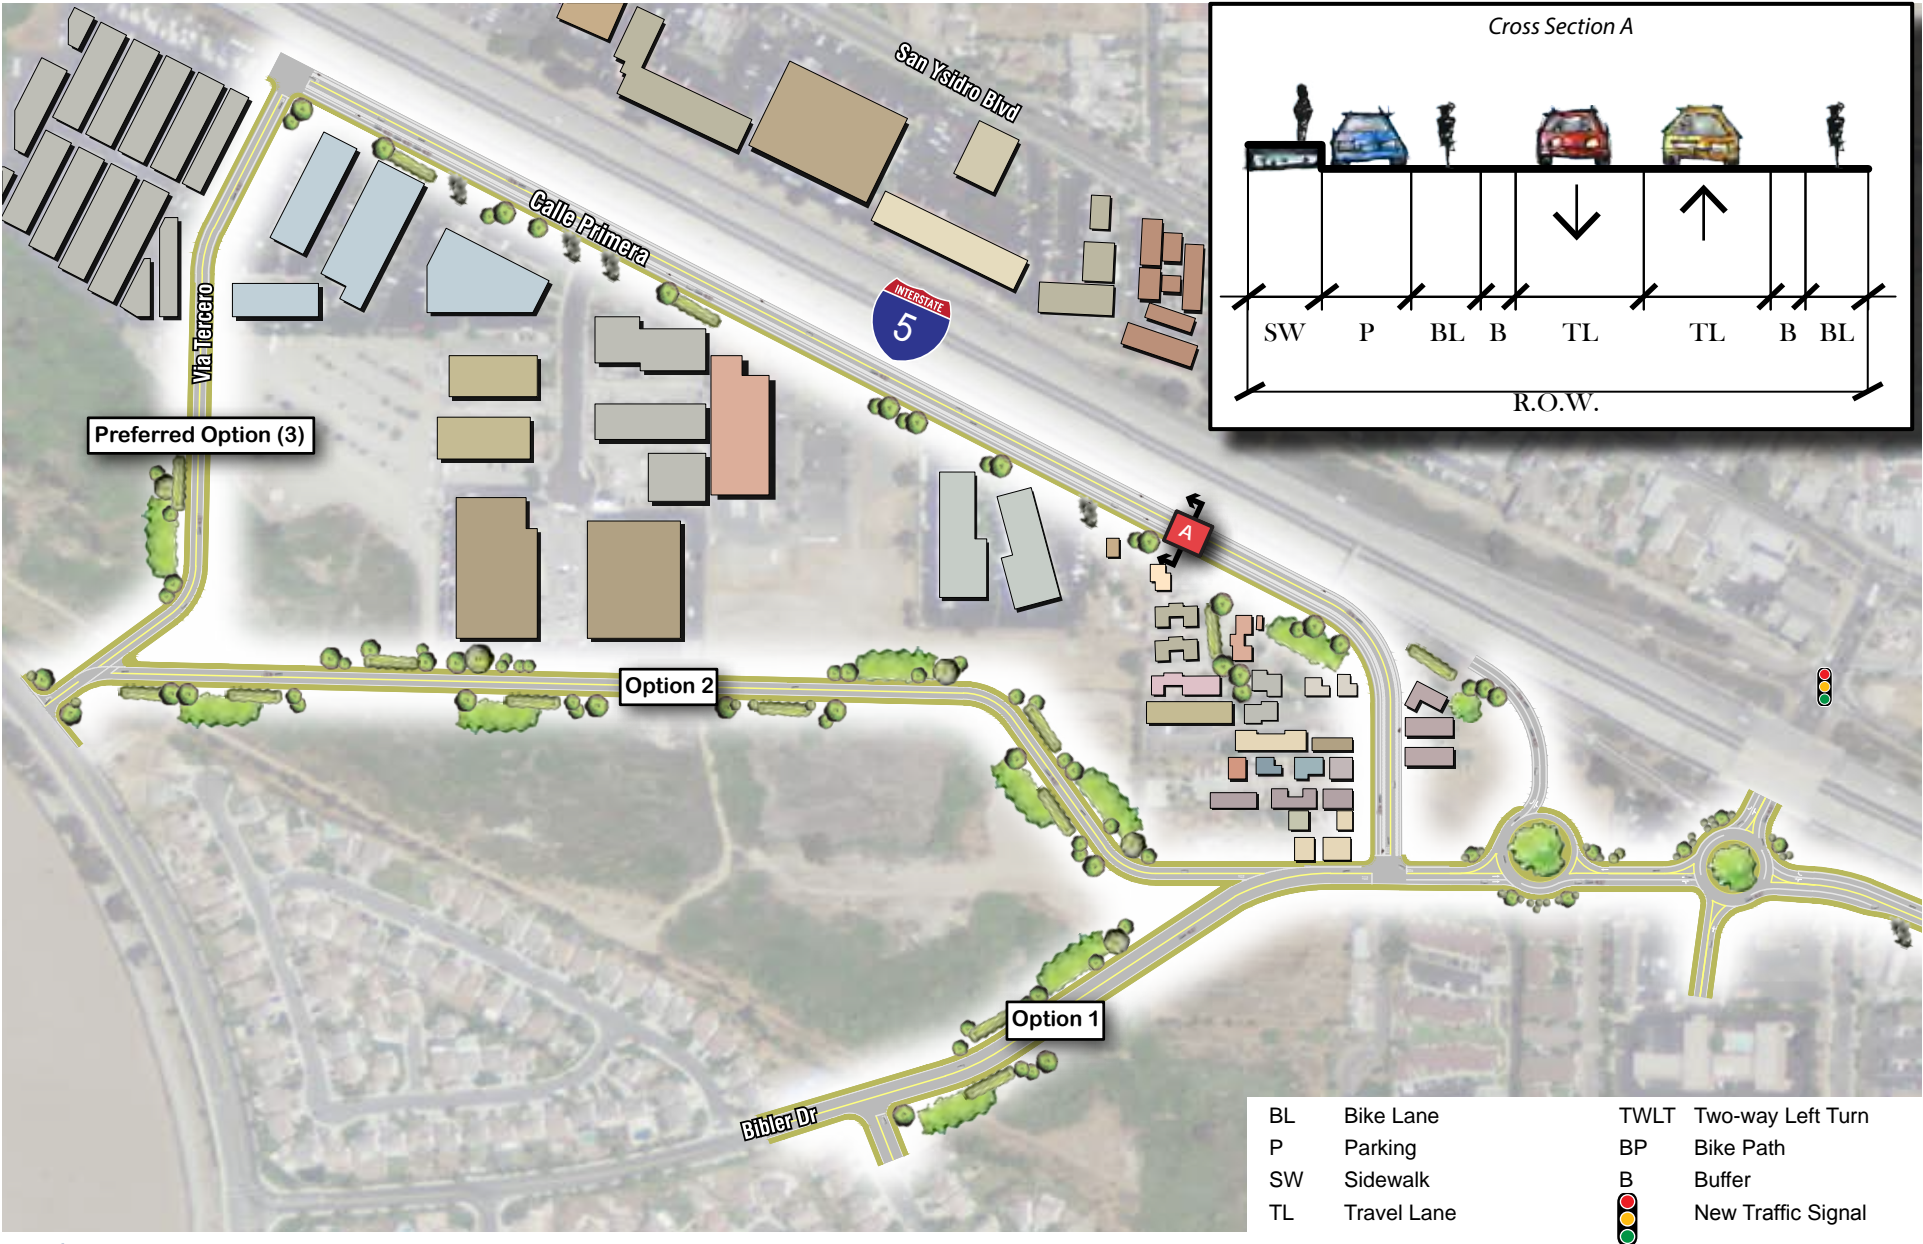 Cross Section A
SW P BL B TL TL B BL
R.O.W.
San Ysidro Blvd
Calle Primera
INTERSTATE
5
Via Tercero
Preferred Option (3)
A
Option 2
Option 1
Bibler Dr
BL Bike Lane
P Parking
SW Sidewalk
TL Travel Lane
TWLT Two-way Left Turn
BP Bike Path
B Buffer
New Traffic Signal